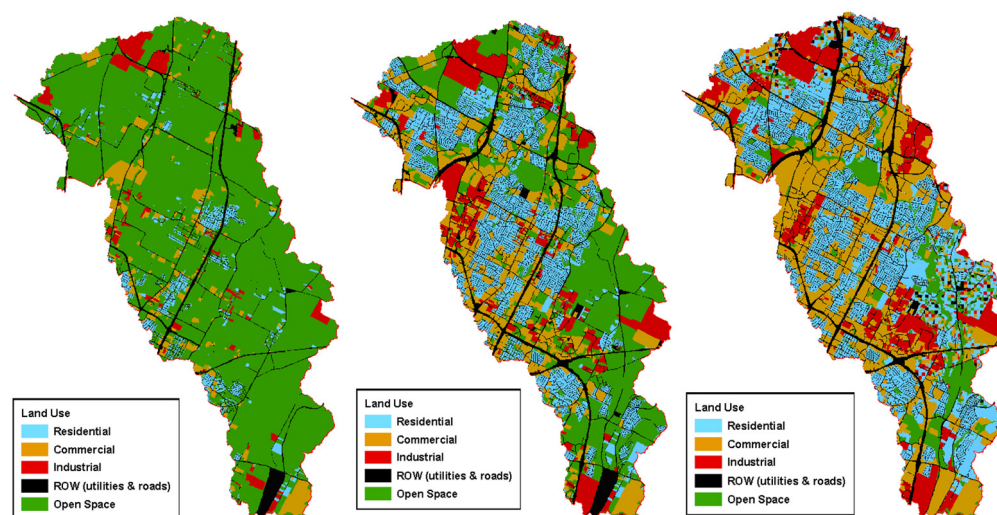 Land Use
Residential
Commercial
Industrial
ROW (utilities & roads)
Open Space
Land Use
Residential
Commercial
Industrial
ROW (utilities & roads)
Open Space
Land Use
Residential
Commercial
Industrial
ROW (utilities & roads)
Open Space